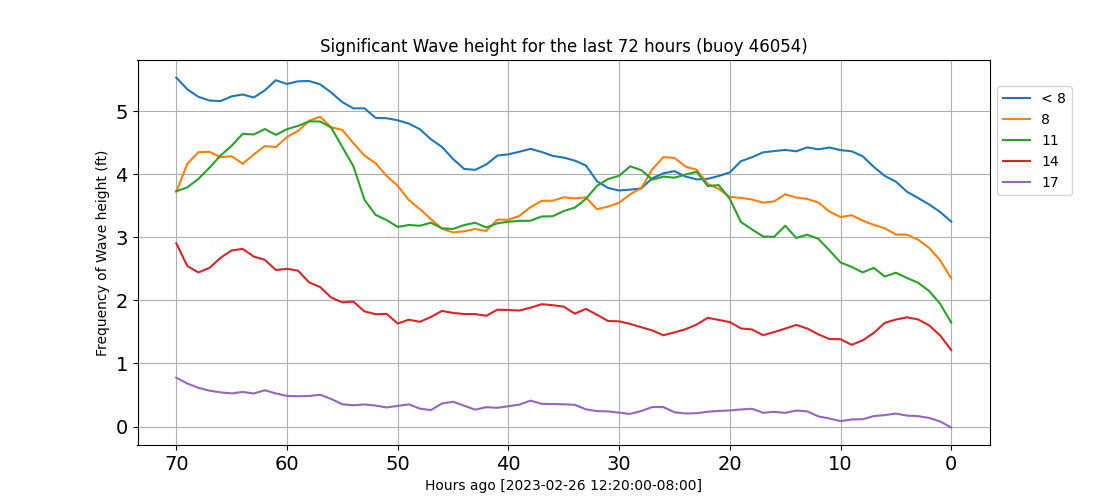 Significant Wave height for the last 72 hours (buoy 46054)
Frequency of Wave height (ft)
5
4
3
2
1
0
70 60 50 40 30 20 10 0
Hours ago [2023-02-26 12:20:00-08:00]
< 8
8
11
14
17